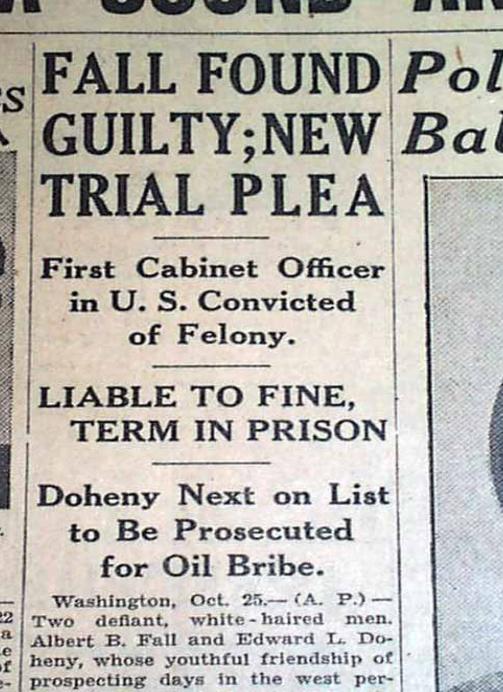 FALL FOUND
GUILTY; NEW
TRIAL PLEA
First Cabinet Officer
in U. S. Convicted
of Felony.
LIABLE TO FINE,
TERM IN PRISON
Doheny Next on List
to Be Prosecuted
for Oil Bribe.
Washington, Oct. 25.— (A. P.) —
Two defiant, white-haired men.
Albert B. Fall and Edward L. Do-
heny, whose youthful friendship of
prospecting days in the west per-
Pol
Bal